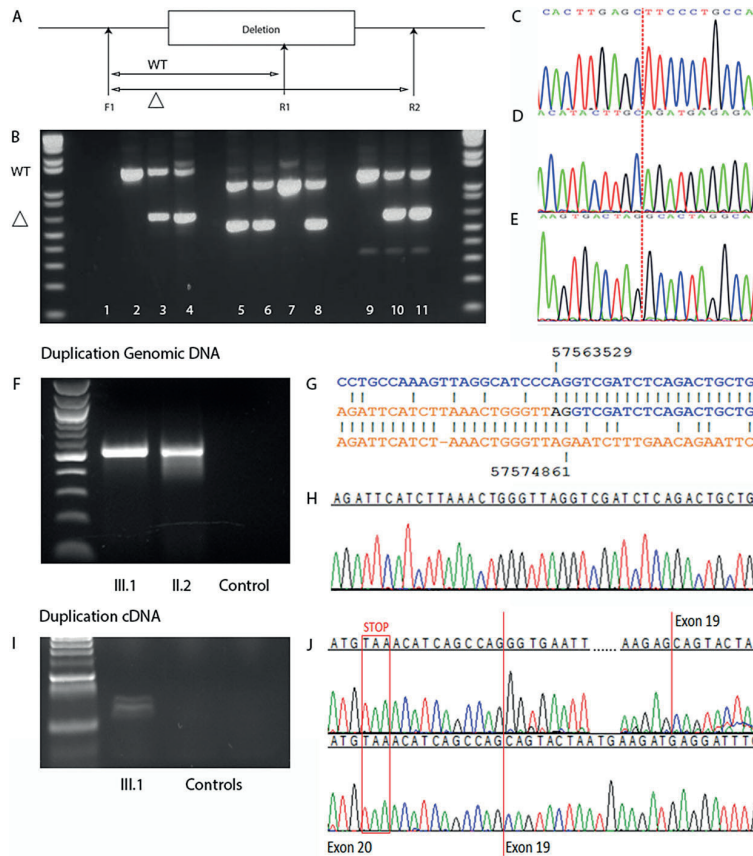 A
Deletion
WT
△
F1
R1
R2
B
WT
△
1 2 3 4 5 6 7 8 9 10 11
C
CACTTGAGCTTCCCTGCCA
D
ACATACTTGCAGATGAGAGA
E
AAGTGACTAGGCACTAGGCA
Duplication Genomic DNA
F
III.1 II.2 Control
G
57563529
CCTGCCAAAGTTAGGCATCCCAGGTCGATCTCAGACTGCTG
AGATTCATCTTAAACTGGGTTAGGTCGATCTCAGACTGCTG
AGATTCATCT-AAACTGGGTTAGAATCTTTGAACAGAATTC
57574861
H
AGATTCATCTTAAACTGGGTTAGGTCGATCTCAGACTGCTG
Duplication cDNA
I
III.1 Controls
J
STOP
Exon 19
ATGTAAACATCAGCCAGGGTGAATT ...... AAGAGCAGTACTA
ATGTAAACATCAGCCAGCAGTACTAATGAAGATGAGGATTT
Exon 20
Exon 19